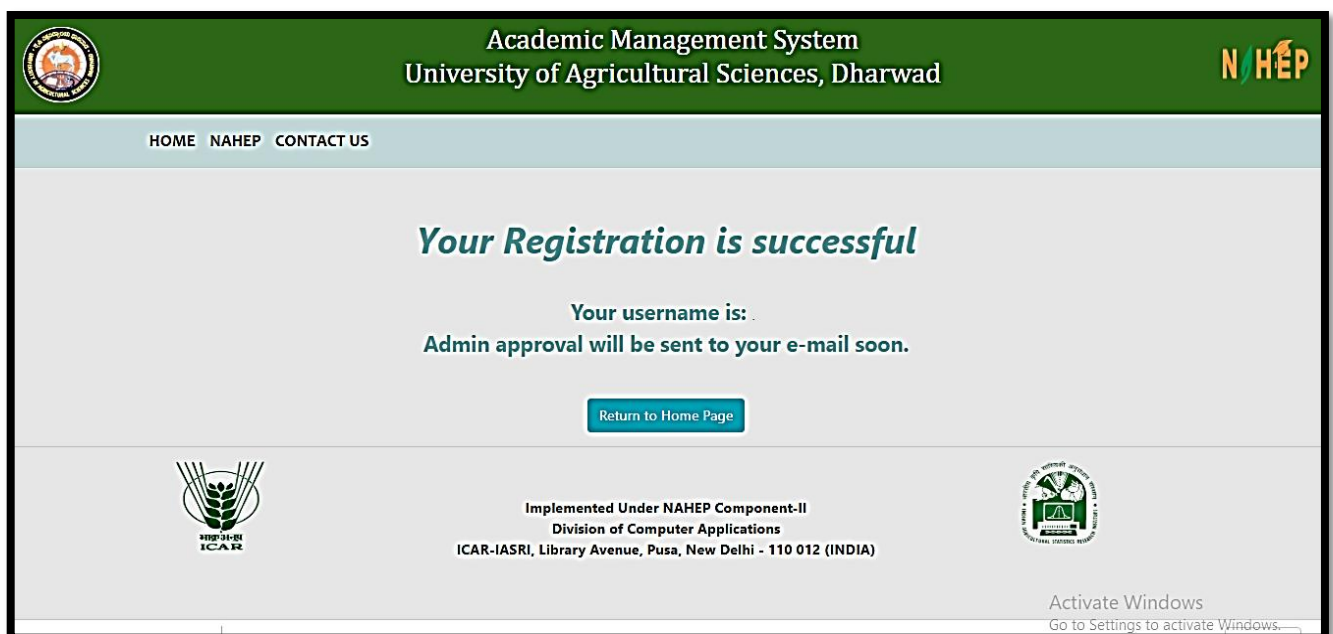 Academic Management System
University of Agricultural Sciences, Dharwad
NAHEP
HOME NAHEP CONTACT US
Your Registration is successful
Your username is:
Admin approval will be sent to your e-mail soon.
Return to Home Page
भाकृअनुप
ICAR
Implemented Under NAHEP Component-II
Division of Computer Applications
ICAR-IASRI, Library Avenue, Pusa, New Delhi - 110 012 (INDIA)
Activate Windows
Go to Settings to activate Windows.